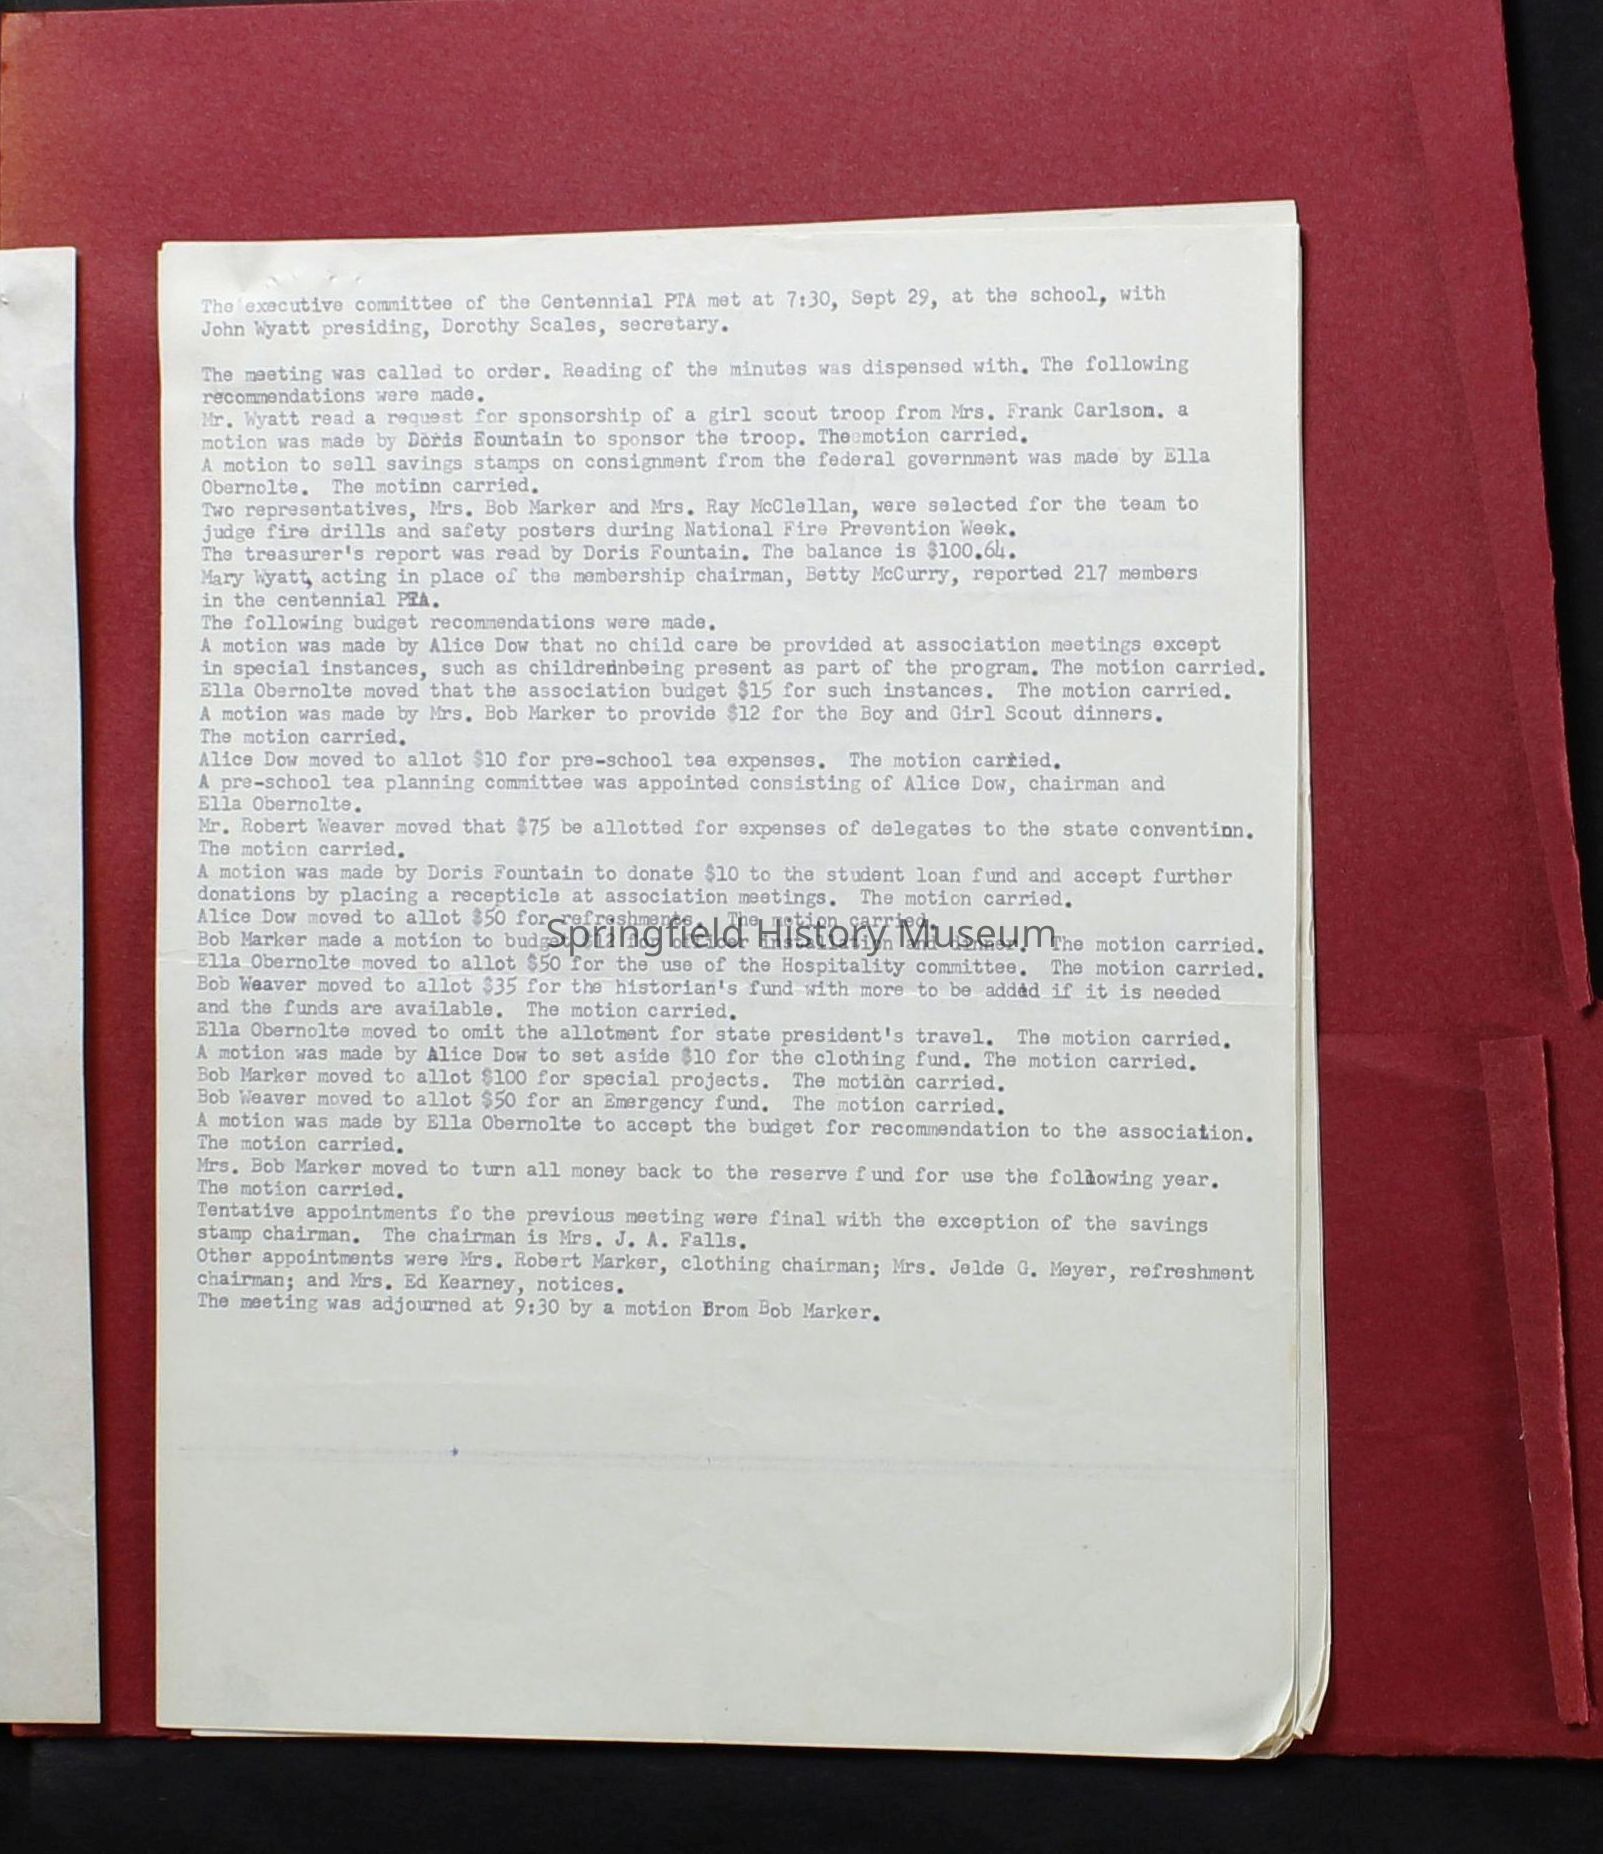 The executive committee of the Centennial PTA met at 7:30, Sept 29, at the school, with
John Wyatt presiding, Dorothy Scales, secretary.
The meeting was called to order. Reading of the minutes was dispensed with. The following
recommendations were made.
Mr. Wyatt read a request for sponsorship of a girl scout troop from Mrs. Frank Carlson. a
motion was made by Doris Fountain to sponsor the troop. The motion carried.
A motion to sell savings stamps on consignment from the federal government was made by Ella
Obernolte. The motinn carried.
Two representatives, Mrs. Bob Marker and Mrs. Ray McClellan, were selected for the team to
judge fire drills and safety posters during National Fire Prevention Week.
The treasurer's report was read by Doris Fountain. The balance is $100.64.
Mary Wyatt, acting in place of the membership chairman, Betty McCurry, reported 217 members
in the centennial PTA.
The following budget recommendations were made.
A motion was made by Alice Dow that no child care be provided at association meetings except
in special instances, such as childrennbeing present as part of the program. The motion carried.
Ella Obernolte moved that the association budget $15 for such instances. The motion carried.
A motion was made by Mrs. Bob Marker to provide $12 for the Boy and Girl Scout dinners.
The motion carried.
Alice Dow moved to allot $10 for pre-school tea expenses. The motion carried.
A pre-school tea planning committee was appointed consisting of Alice Dow, chairman and
Ella Obernolte.
Mr. Robert Weaver moved that $75 be allotted for expenses of delegates to the state conventinn.
The motion carried.
A motion was made by Doris Fountain to donate $10 to the student loan fund and accept further
donations by placing a recepticle at association meetings. The motion carried.
Alice Dow moved to allot $50 for refreshments. The motion carried.
Springfield History Museum
Bob Marker made a motion to budget $12 for officer installation and dinner. The motion carried.
Ella Obernolte moved to allot $50 for the use of the Hospitality committee. The motion carried.
Bob Weaver moved to allot $35 for the historian's fund with more to be added if it is needed
and the funds are available. The motion carried.
Ella Obernolte moved to omit the allotment for state president's travel. The motion carried.
A motion was made by Alice Dow to set aside $10 for the clothing fund. The motion carried.
Bob Marker moved to allot $100 for special projects. The motion carried.
Bob Weaver moved to allot $50 for an Emergency fund. The motion carried.
A motion was made by Ella Obernolte to accept the budget for recommendation to the association.
The motion carried.
Mrs. Bob Marker moved to turn all money back to the reserve f und for use the following year.
The motion carried.
Tentative appointments fo the previous meeting were final with the exception of the savings
stamp chairman. The chairman is Mrs. J. A. Falls.
Other appointments were Mrs. Robert Marker, clothing chairman; Mrs. Jelde G. Meyer, refreshment
chairman; and Mrs. Ed Kearney, notices.
The meeting was adjourned at 9:30 by a motion Brom Bob Marker.